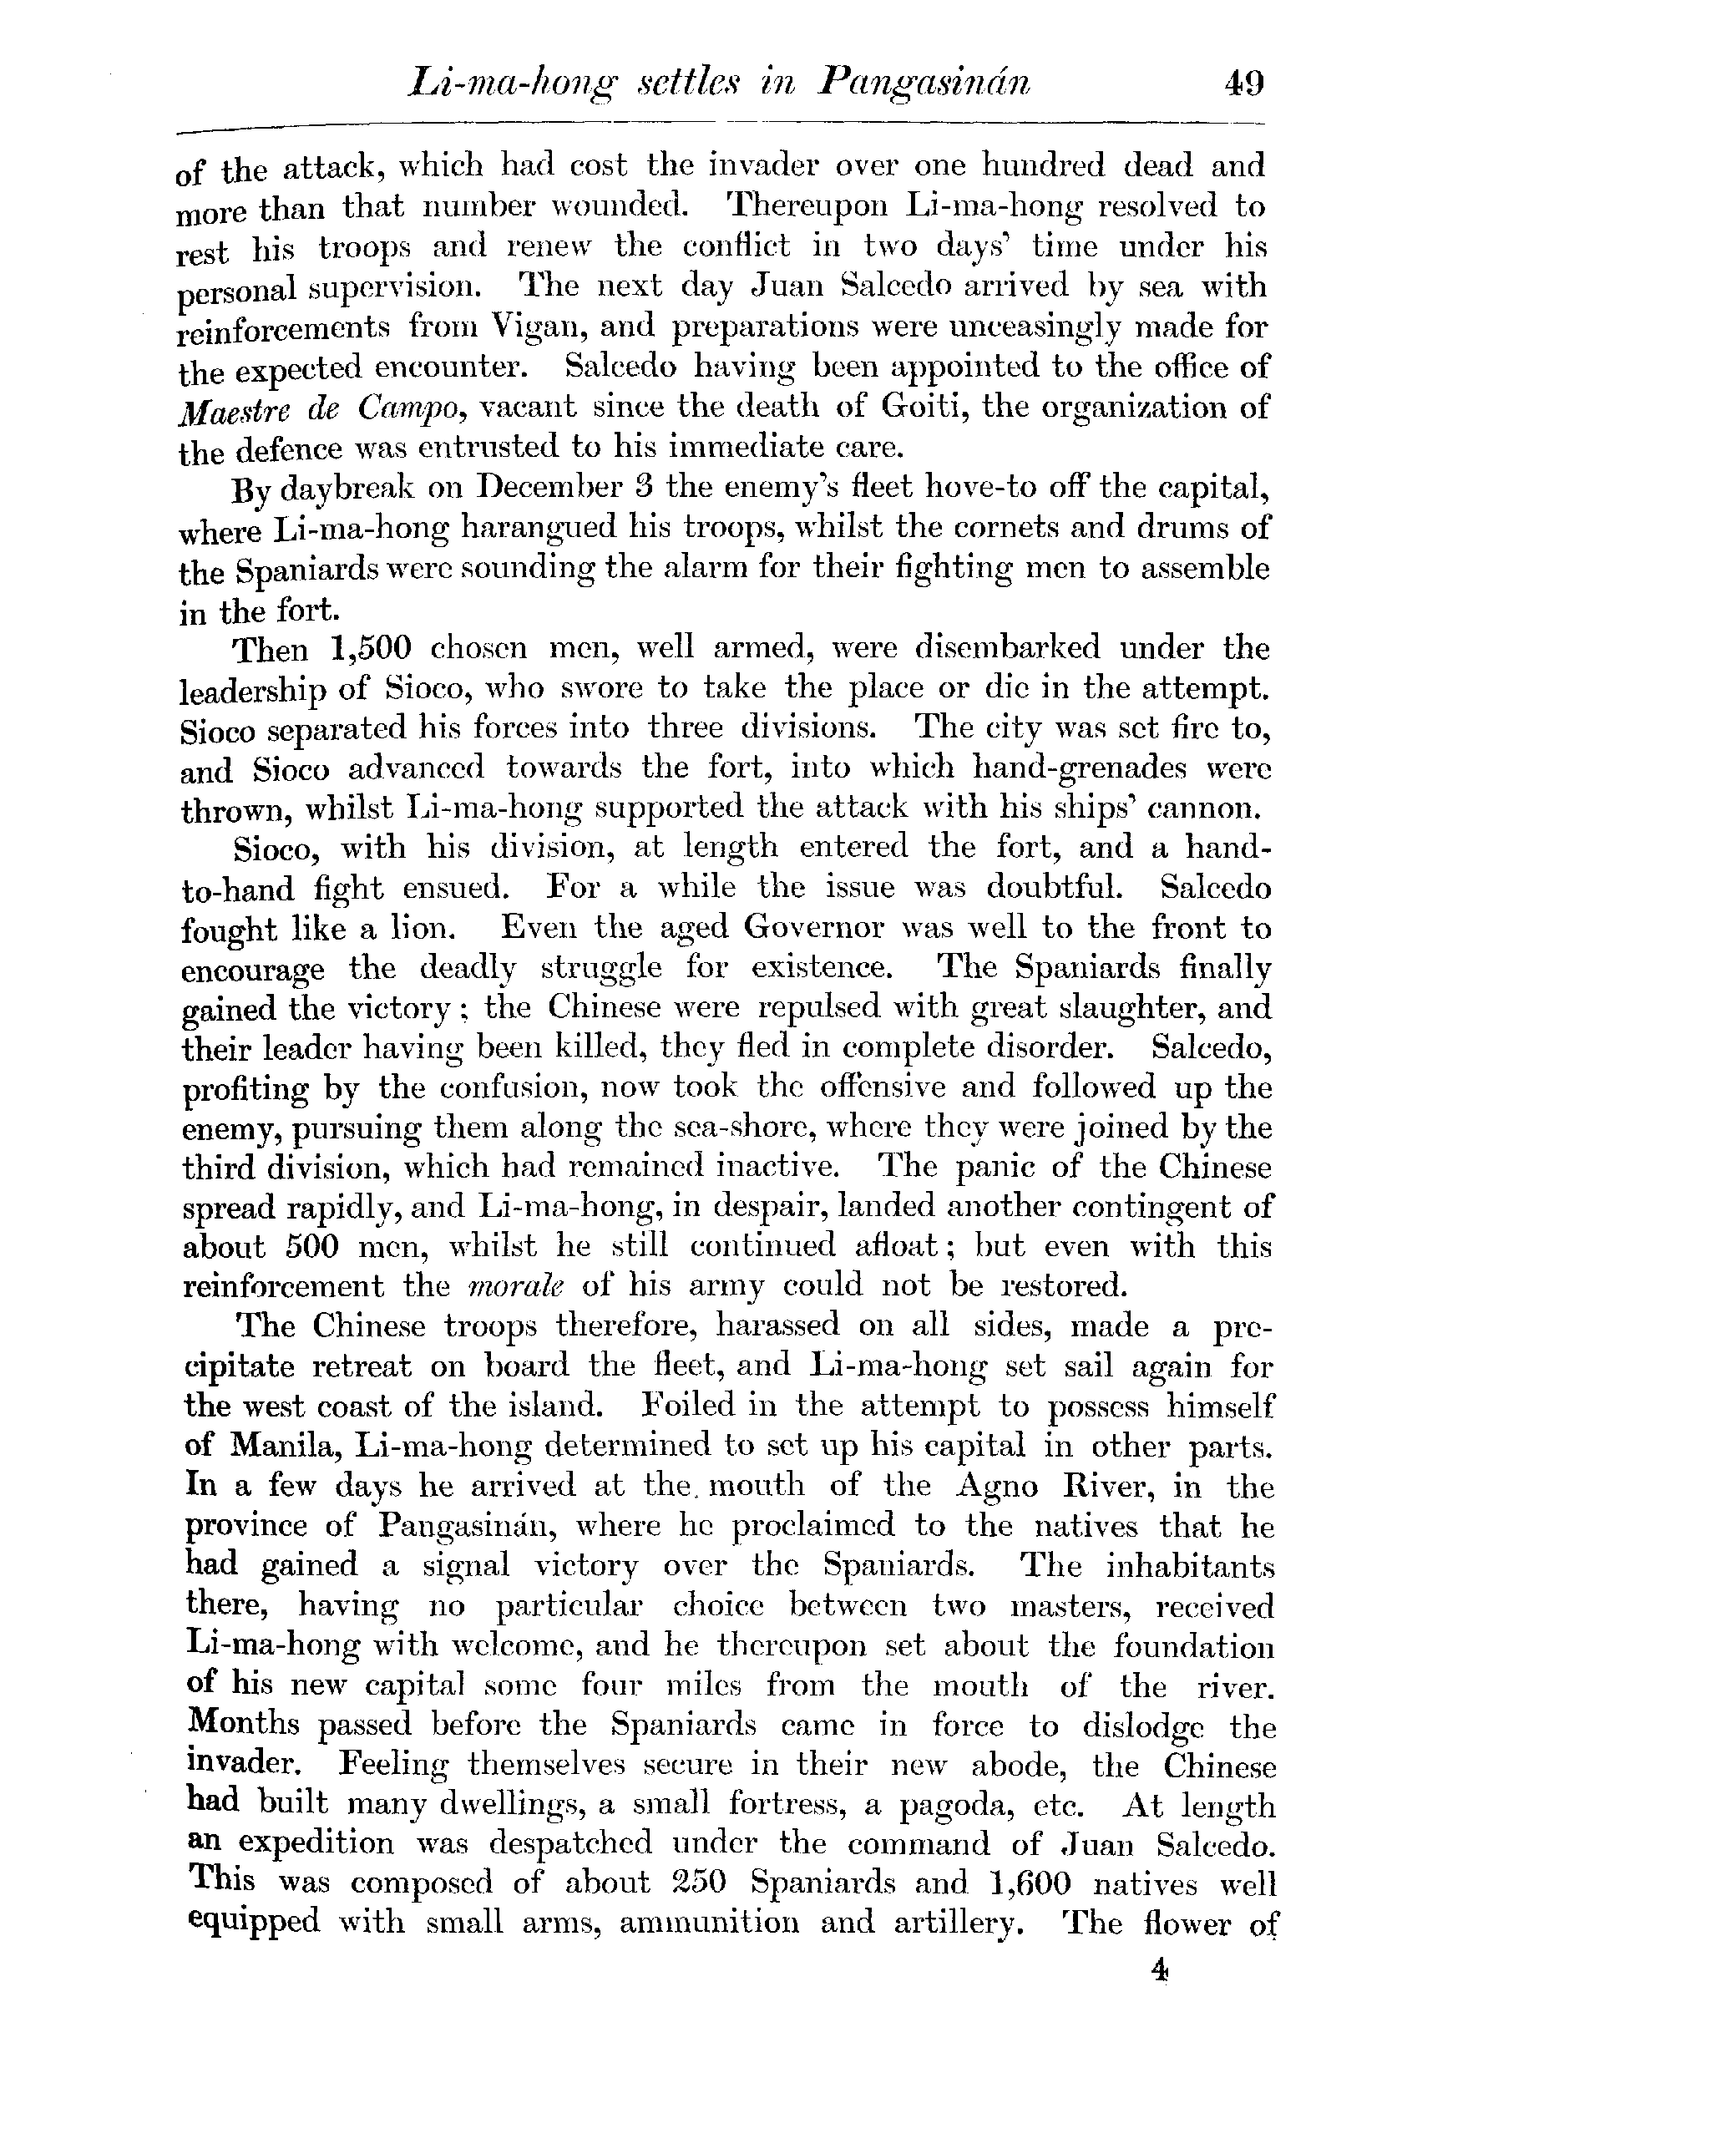 Li-ma-hong settles in Pangasinán 49
of the attack, which had cost the invader over one hundred dead and
more than that number wounded. Thereupon Li-ma-hong resolved to
rest his troops and renew the conflict in two days' time under his
personal supervision. The next day Juan Salcedo arrived by sea with
reinforcements from Vigan, and preparations were unceasingly made for
the expected encounter. Salcedo having been appointed to the office of
Maestre de Campo, vacant since the death of Goiti, the organization of
the defence was entrusted to his immediate care.
By daybreak on December 3 the enemy's fleet hove-to off the capital,
where Li-ma-hong harangued his troops, whilst the cornets and drums of
the Spaniards were sounding the alarm for their fighting men to assemble
in the fort.
Then 1,500 chosen men, well armed, were disembarked under the
leadership of Sioco, who swore to take the place or die in the attempt.
Sioco separated his forces into three divisions. The city was set fire to,
and Sioco advanced towards the fort, into which hand-grenades were
thrown, whilst Li-ma-hong supported the attack with his ships' cannon.
Sioco, with his division, at length entered the fort, and a hand-
to-hand fight ensued. For a while the issue was doubtful. Salcedo
fought like a lion. Even the aged Governor was well to the front to
encourage the deadly struggle for existence. The Spaniards finally
gained the victory; the Chinese were repulsed with great slaughter, and
their leader having been killed, they fled in complete disorder. Salcedo,
profiting by the confusion, now took the offensive and followed up the
enemy, pursuing them along the sea-shore, where they were joined by the
third division, which had remained inactive. The panic of the Chinese
spread rapidly, and Li-ma-hong, in despair, landed another contingent of
about 500 men, whilst he still continued afloat; but even with this
reinforcement the morale of his army could not be restored.
The Chinese troops therefore, harassed on all sides, made a pre-
cipitate retreat on board the fleet, and Li-ma-hong set sail again for
the west coast of the island. Foiled in the attempt to possess himself
of Manila, Li-ma-hong determined to set up his capital in other parts.
In a few days he arrived at the mouth of the Agno River, in the
province of Pangasinán, where he proclaimed to the natives that he
had gained a signal victory over the Spaniards. The inhabitants
there, having no particular choice between two masters, received
Li-ma-hong with welcome, and he thereupon set about the foundation
of his new capital some four miles from the mouth of the river.
Months passed before the Spaniards came in force to dislodge the
invader. Feeling themselves secure in their new abode, the Chinese
had built many dwellings, a small fortress, a pagoda, etc. At length
an expedition was despatched under the command of Juan Salcedo.
This was composed of about 250 Spaniards and 1,600 natives well
equipped with small arms, ammunition and artillery. The flower of
4